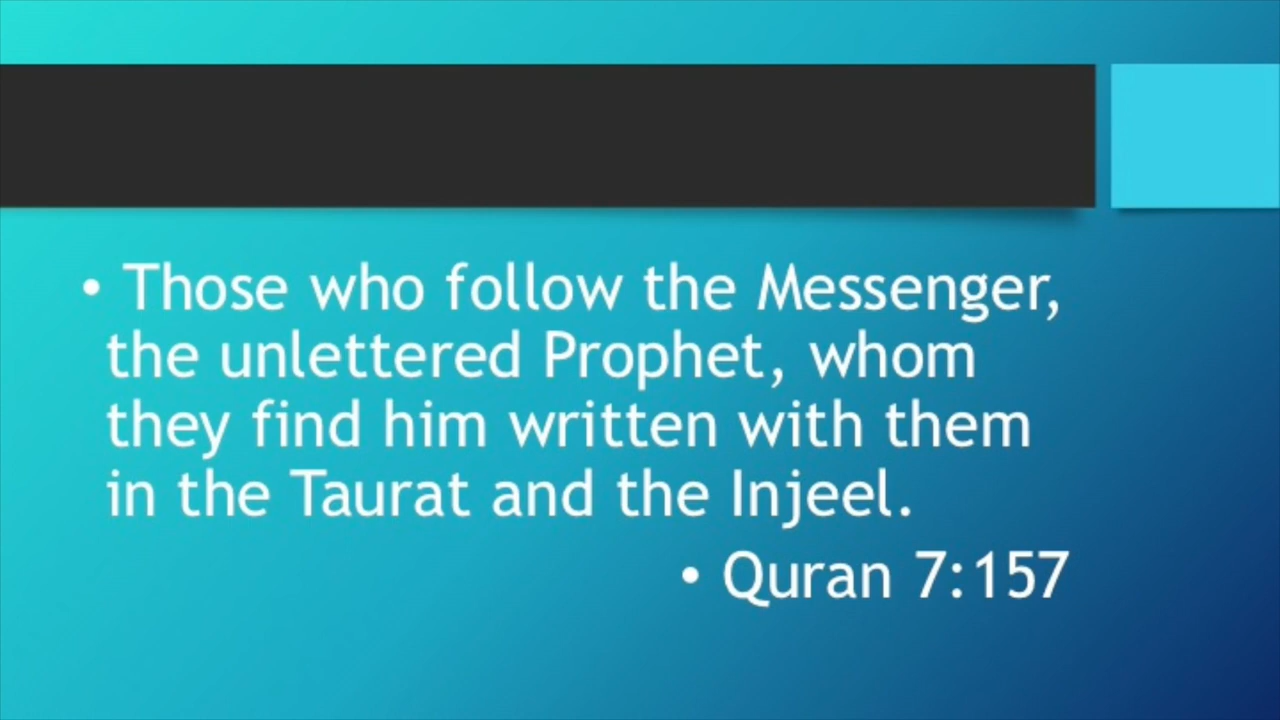 • Those who follow the Messenger,
the unlettered Prophet, whom
they find him written with them
in the Taurat and the Injeel.
• Quran 7:157